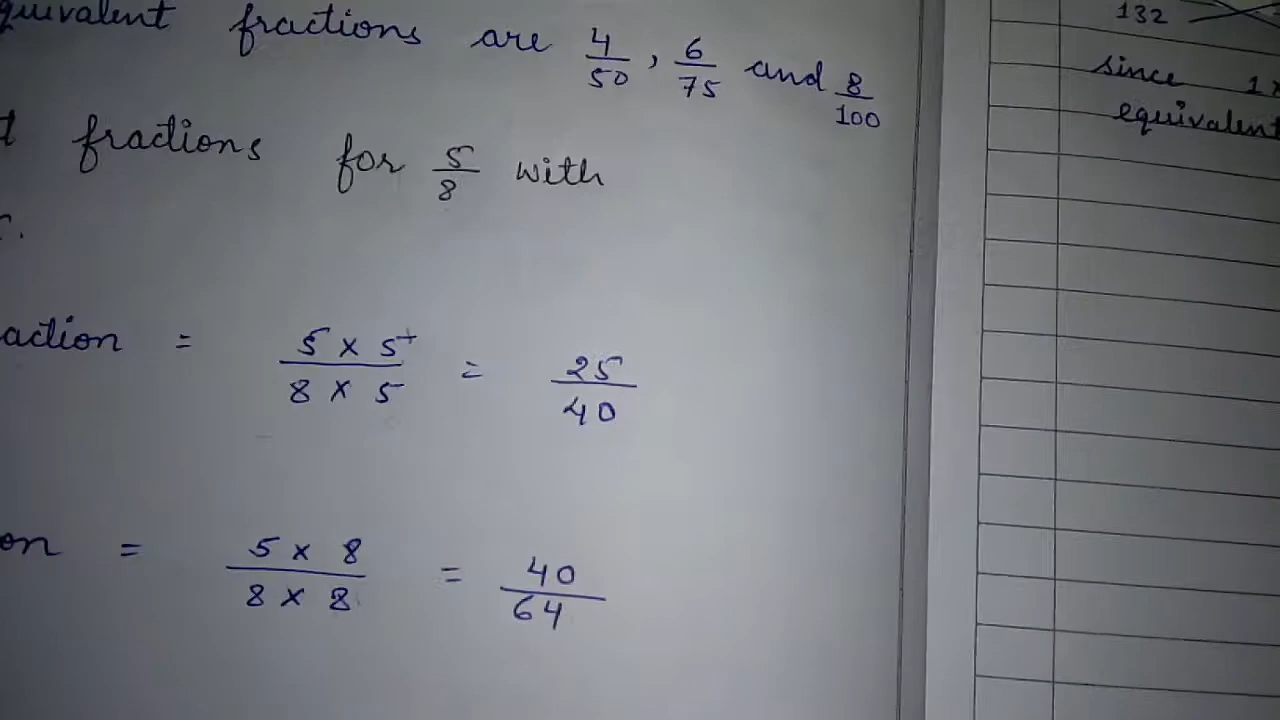 equivalent fractions are 4/50, 6/75 and 8/100
fractions for 5/8 with
action = 5 × 5/8 × 5 = 25/40
on = 5 × 8/8 × 8 = 40/64
132
since 1
equivalent